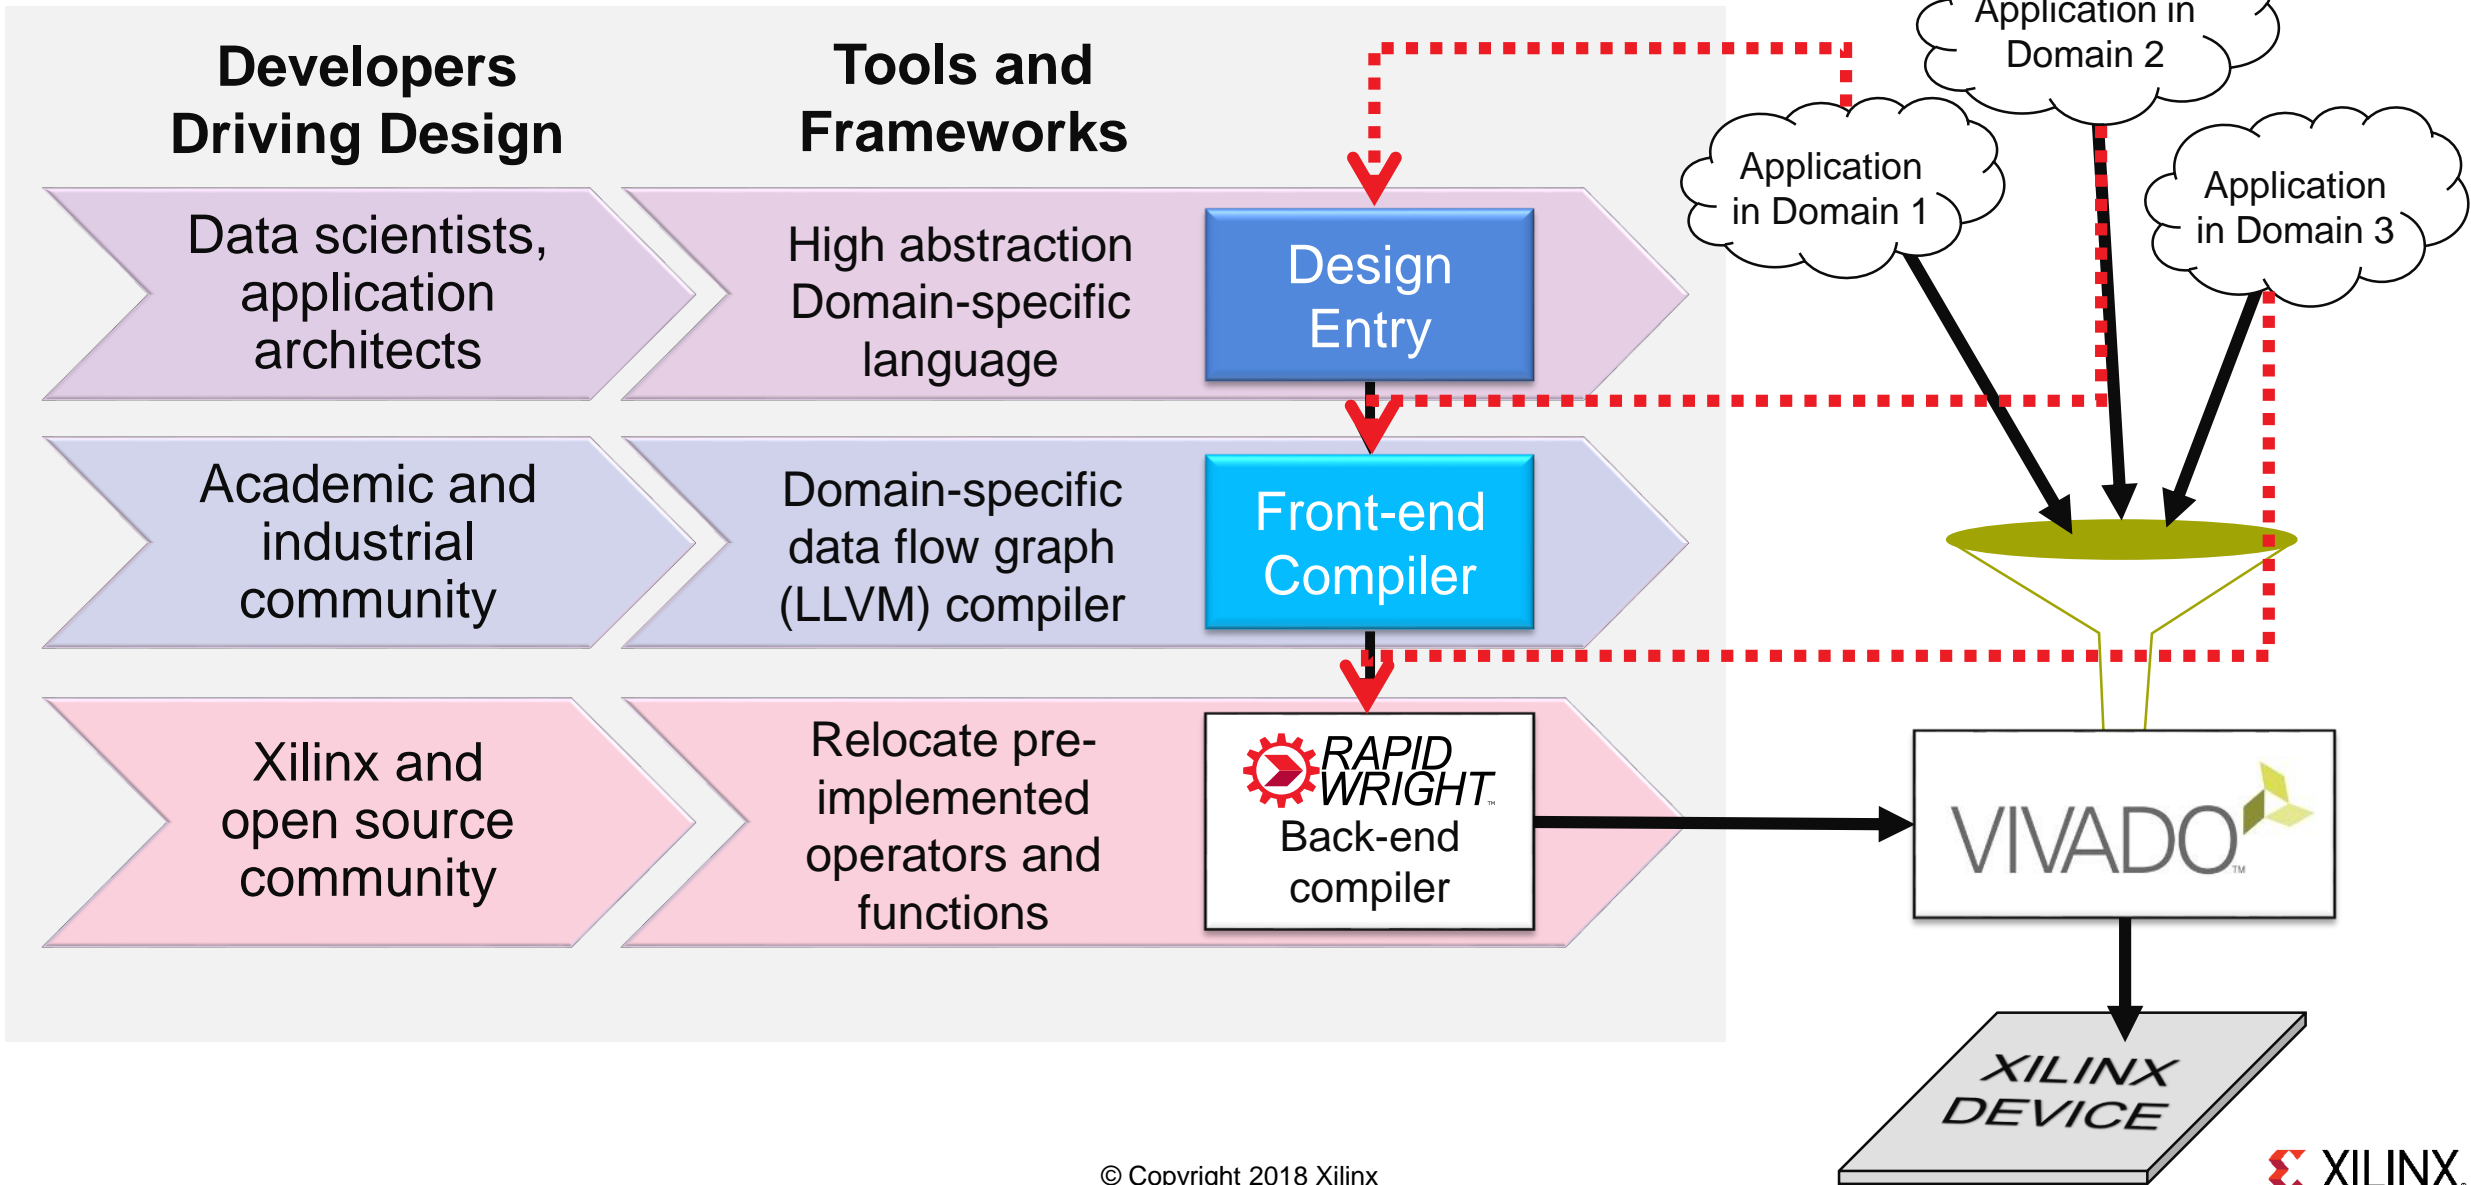 Developers
Driving Design
Tools and
Frameworks
Application in
Domain 2
Application
in Domain 1
Application
in Domain 3
Data scientists,
application
architects
High abstraction
Domain-specific
language
Design
Entry
Academic and
industrial
community
Domain-specific
data flow graph
(LLVM) compiler
Front-end
Compiler
Xilinx and
open source
community
Relocate pre-
implemented
operators and
functions
RAPID
WRIGHT™
Back-end
compiler
VIVADO™
XILINX
DEVICE
© Copyright 2018 Xilinx
XILINX®